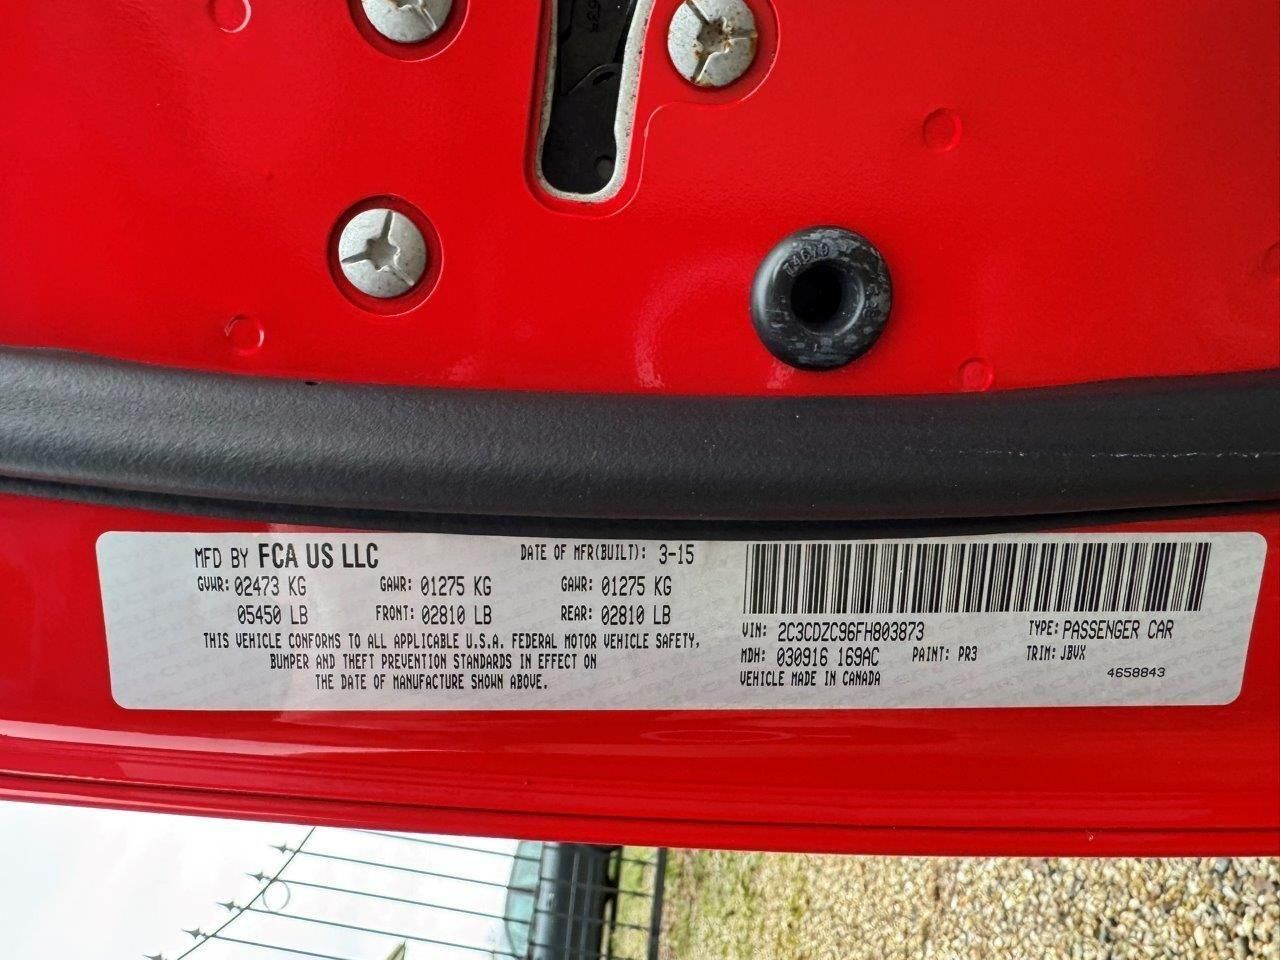 MFD BY FCA US LLC DATE OF MFR(BUILT): 3-15
GVWR: 02473 KG GAWR: 01275 KG GAWR: 01275 KG
05450 LB FRONT: 02810 LB REAR: 02810 LB
THIS VEHICLE CONFORMS TO ALL APPLICABLE U.S.A. FEDERAL MOTOR VEHICLE SAFETY,
BUMPER AND THEFT PREVENTION STANDARDS IN EFFECT ON
THE DATE OF MANUFACTURE SHOWN ABOVE.
VIN: 2C3CDZC96FH803873 TYPE: PASSENGER CAR
MDH: 030916 169AC PAINT: PR3 TRIM: JBVX
VEHICLE MADE IN CANADA 4658843